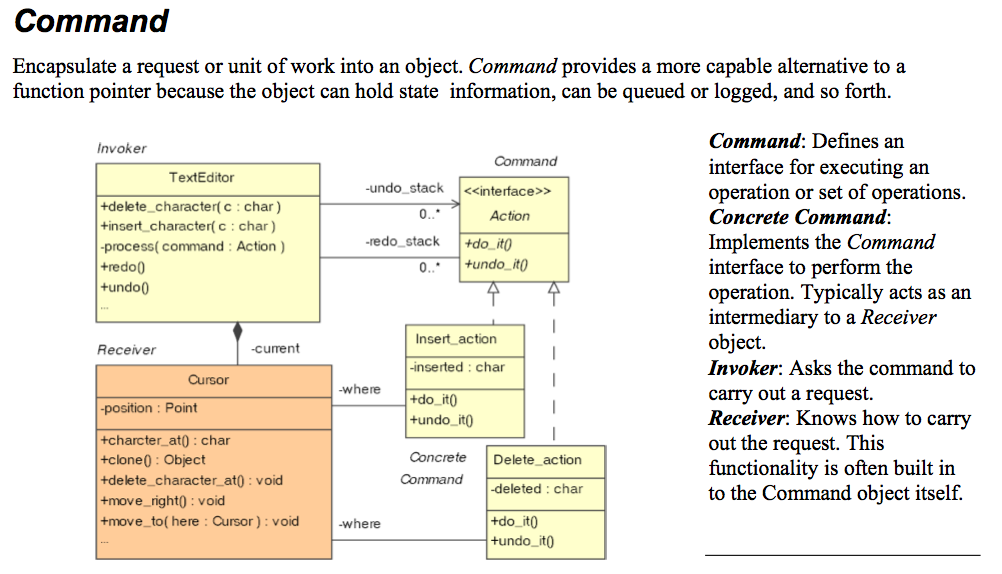 Command
Encapsulate a request or unit of work into an object. Command provides a more capable alternative to a
function pointer because the object can hold state information, can be queued or logged, and so forth.
Invoker
TextEditor
+delete_character( c : char )
+insert_character( c : char )
-process( command : Action )
+redo()
+undo()
...
-undo_stack
0..*
-redo_stack
0..*
Command
<<interface>>
Action
+do_it()
+undo_it()
Receiver
-current
Cursor
-position : Point
+charcter_at() : char
+clone() : Object
+delete_character_at() : void
+move_right() : void
+move_to( here : Cursor ) : void
...
-where
Insert_action
-inserted : char
+do_it()
+undo_it()
Concrete
Command
-where
Delete_action
-deleted : char
+do_it()
+undo_it()
Command: Defines an
interface for executing an
operation or set of operations.
Concrete Command:
Implements the Command
interface to perform the
operation. Typically acts as an
intermediary to a Receiver
object.
Invoker: Asks the command to
carry out a request.
Receiver: Knows how to carry
out the request. This
functionality is often built in
to the Command object itself.